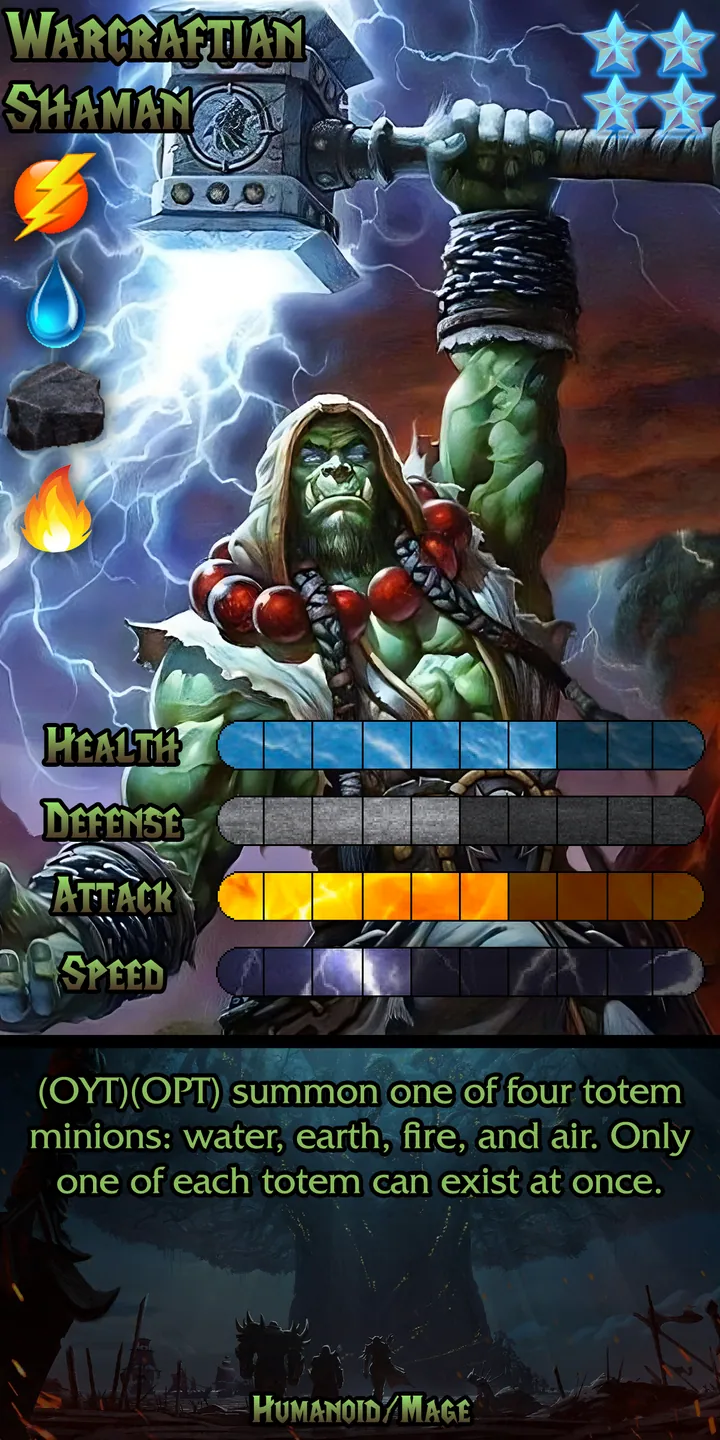 Warcraftian
Shaman
Health
Defense
Attack
Speed
(OYT)(OPT) summon one of four totem
minions: water, earth, fire, and air. Only
one of each totem can exist at once.
Humanoid/Mage